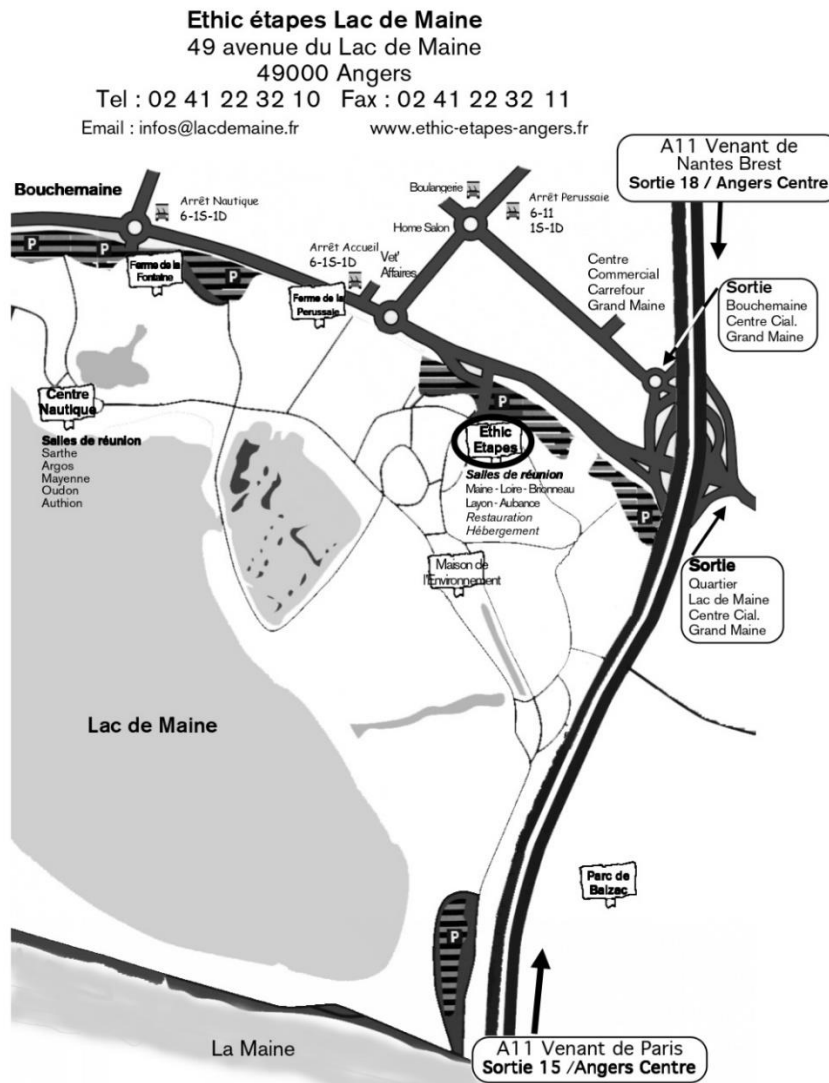 Ethic étapes Lac de Maine
49 avenue du Lac de Maine
49000 Angers
Tel : 02 41 22 32 10 Fax : 02 41 22 32 11
Email : infos@lacdemaine.fr www.ethic-etapes-angers.fr
A11 Venant de
Nantes Brest
Sortie 18 / Angers Centre
Bouchemaine
Arrêt Nautique
6-1S-1D
Boulangerie
Arrêt Perussaie
6-11
1S-1D
Home Salon
Arrêt Accueil
6-1S-1D
Vet'
Affaires
Centre
Commercial
Carrefour
Grand Maine
Sortie
Bouchemaine
Centre Cial.
Grand Maine
P
P
P
Ferme de la
Fontaine
Ferme de la
Perussaie
Centre
Nautique
Salles de réunion
Sarthe
Argos
Mayenne
Oudon
Authion
P
Ethic
Etapes
Salles de réunion
Maine - Loire - Brionneau
Layon - Aubance
Restauration
Hébergement
P
Maison de
l'Environnement
Sortie
Quartier
Lac de Maine
Centre Cial.
Grand Maine
Lac de Maine
Parc de
Balzac
P
La Maine
A11 Venant de Paris
Sortie 15 /Angers Centre